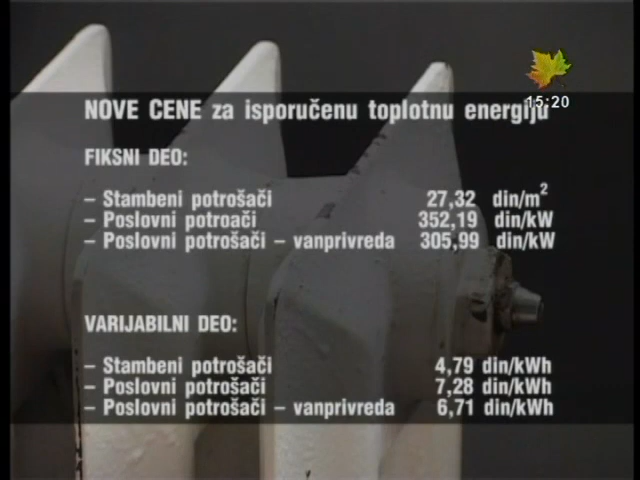 15:20
NOVE CENE za isporučenu toplotnu energiju
FIKSNI DEO:
– Stambeni potrošači 27,32 din/m²
– Poslovni potroači 352,19 din/kW
– Poslovni potrošači – vanprivreda 305,99 din/kW
VARIJABILNI DEO:
– Stambeni potrošači 4,79 din/kWh
– Poslovni potrošači 7,28 din/kWh
– Poslovni potrošači – vanprivreda 6,71 din/kWh